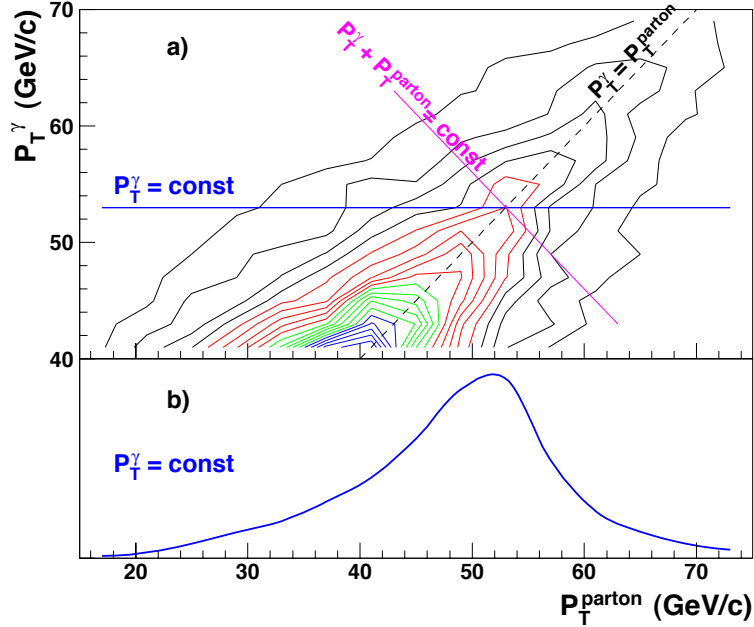 70
60
50
40
P_T^γ (GeV/c)
a)
P_T^γ + P_T^parton = const
P_T^γ = P_T^parton
P_T^γ = const
b)
P_T^γ = const
20 30 40 50 60 70
P_T^parton (GeV/c)